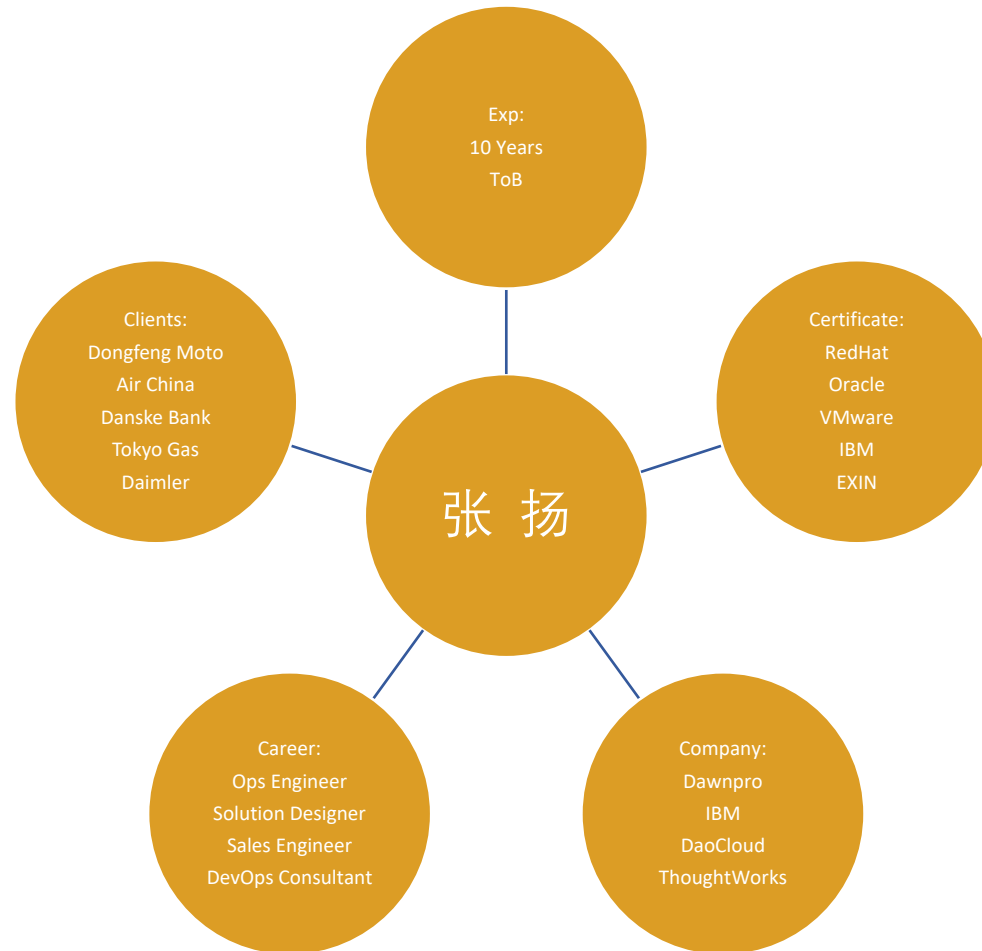 Exp:
10 Years
ToB
Clients:
Dongfeng Moto
Air China
Danske Bank
Tokyo Gas
Daimler
Certificate:
RedHat
Oracle
VMware
IBM
EXIN
张 扬
Career:
Ops Engineer
Solution Designer
Sales Engineer
DevOps Consultant
Company:
Dawnpro
IBM
DaoCloud
ThoughtWorks